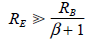 R_E ⩾ R_B / (β + 1)